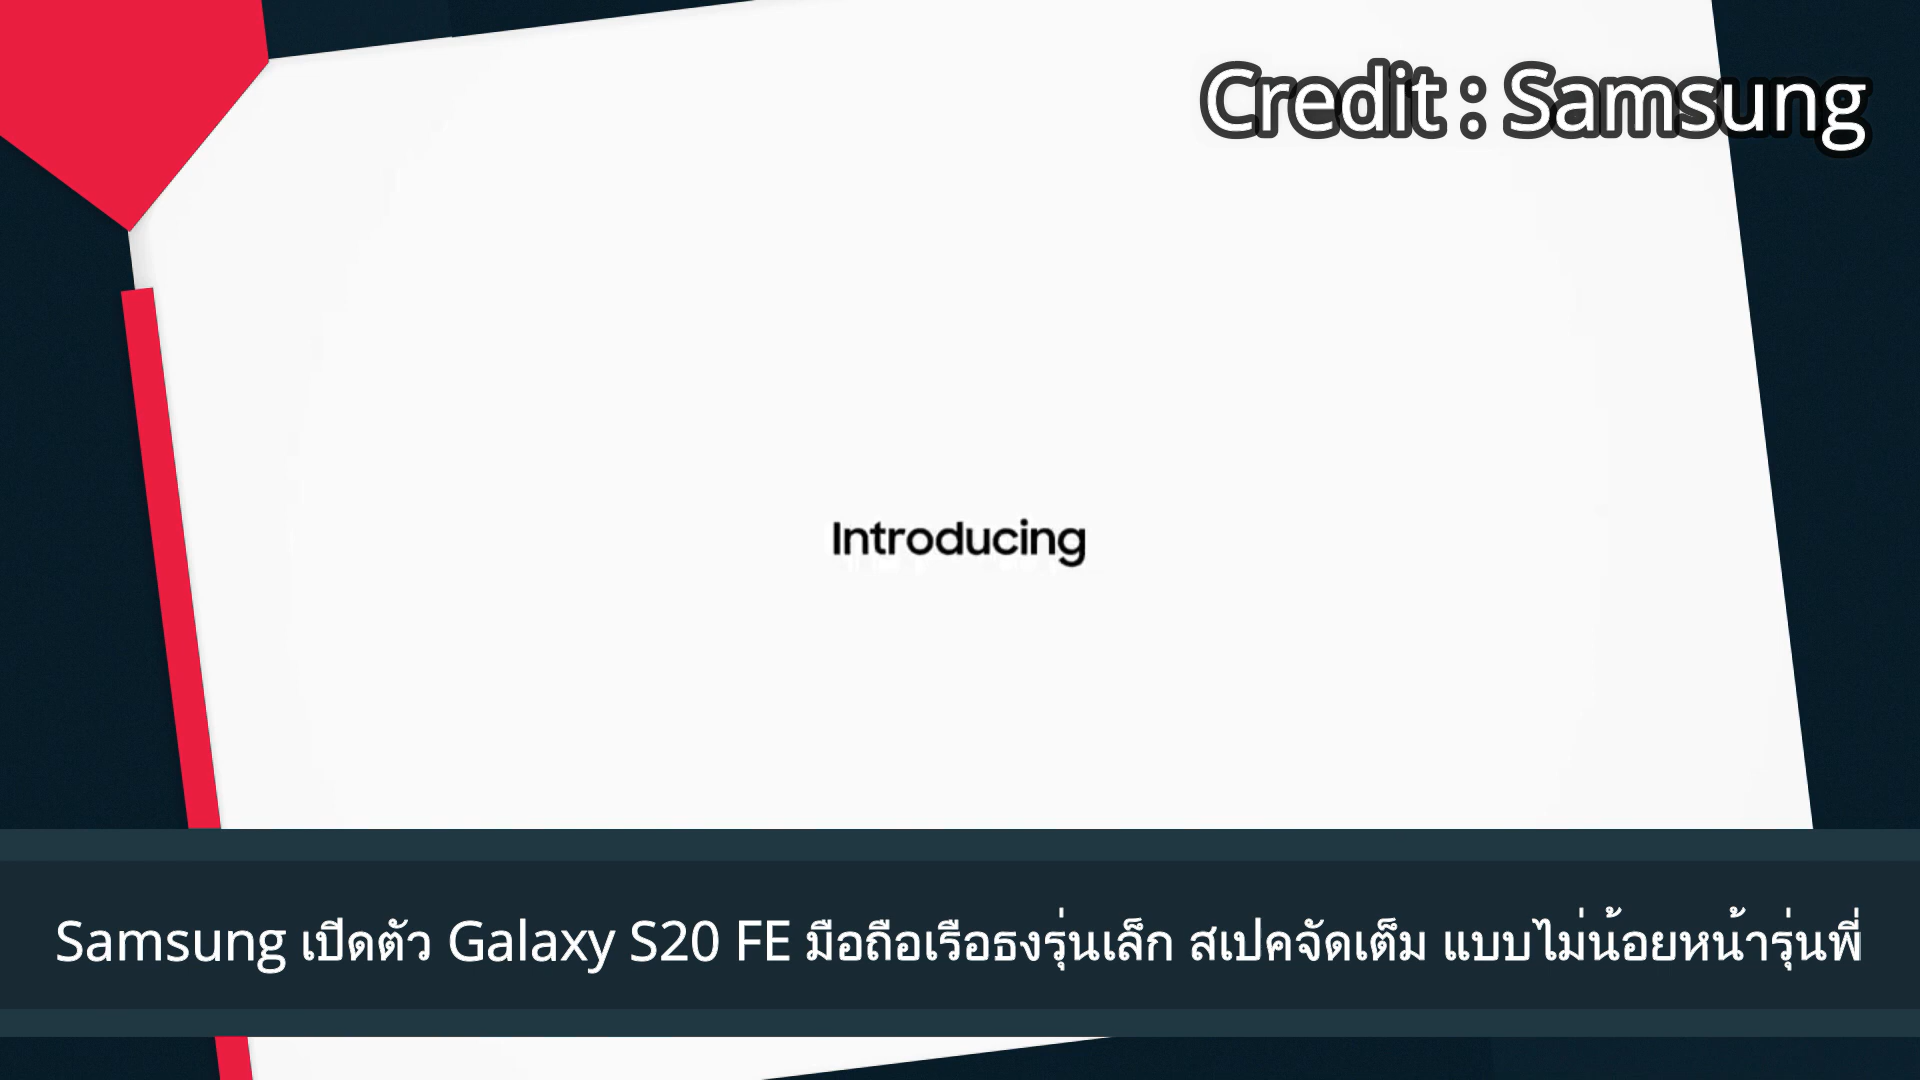 Credit : Samsung
Introducing
Samsung เปิดตัว Galaxy S20 FE มือถือเรือธงรุ่นเล็ก สเปคจัดเต็ม แบบไม่น้อยหน้ารุ่นพี่